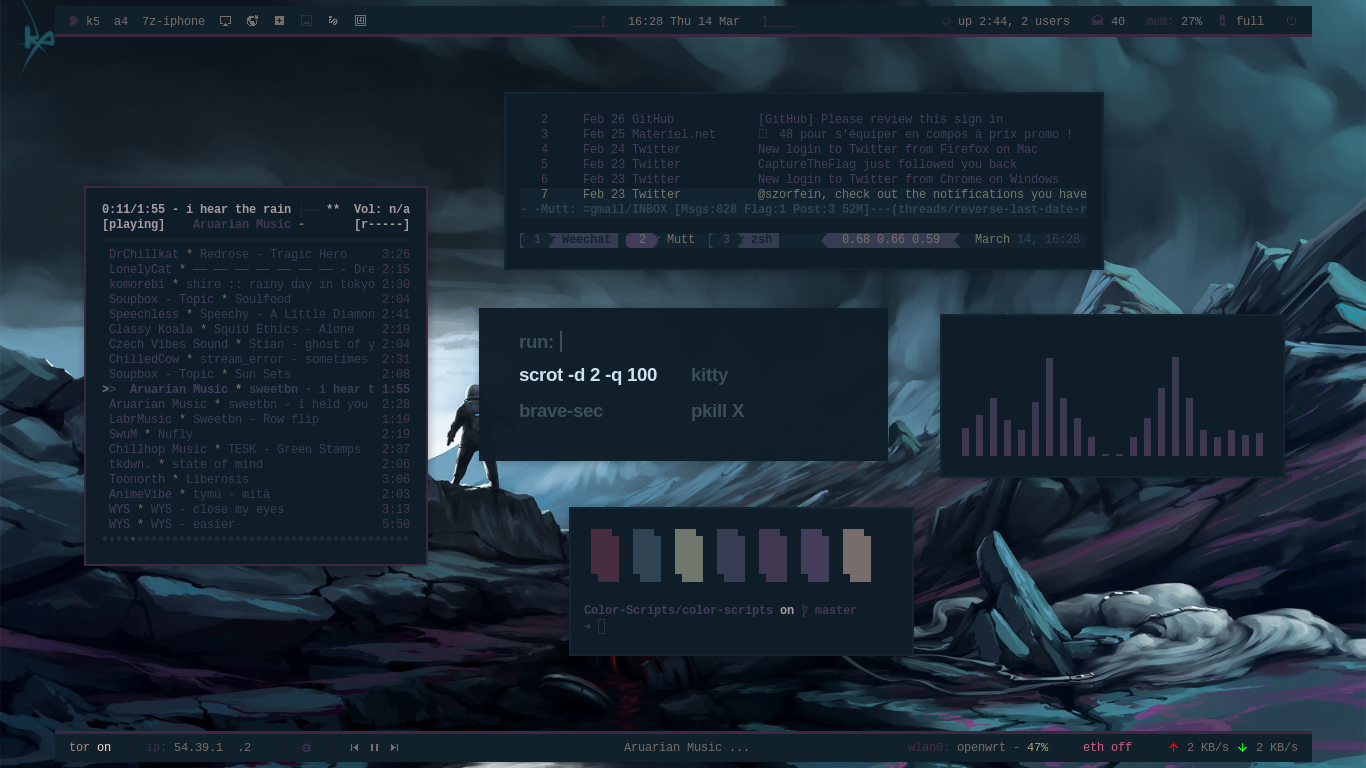 k5 a4 7z-iphone
____[ 16:28 Thu 14 Mar ]____
up 2:44, 2 users 40 mem: 27% full
2 Feb 26 GitHub [GitHub] Please review this sign in
3 Feb 25 Materiel.net 48 pour s'équiper en compos à prix promo !
4 Feb 24 Twitter New login to Twitter from Firefox on Mac
5 Feb 23 Twitter CaptureTheFlag just followed you back
6 Feb 23 Twitter New login to Twitter from Chrome on Windows
7 Feb 23 Twitter @szorfein, check out the notifications you have
- -Mutt: =gmail/INBOX [Msgs:828 Flag:1 Post:3 52M]---(threads/reverse-last-date-r
1 Weechat 2 Mutt 3 zsh 0.68 0.66 0.59 March 14, 16:28
0:11/1:55 - i hear the rain ** Vol: n/a
[playing] Aruarian Music - [r-----]
DrChillkat * Redrose - Tragic Hero 3:26
LonelyCat * —— —— —— —— —— —— —— - Dre 2:15
komorebi * shiro :: rainy day in tokyo 2:30
Soupbox - Topic * Soulfood 2:04
Speechless * Speechy - A Little Diamon 2:41
Classy Koala * Squid Ethics - Alone 2:10
Czech Vibes Sound * Stian - ghost of y 2:04
ChilledCow * stream_error - sometimes 2:31
Soupbox - Topic * Sun Sets 2:08
>> Aruarian Music * sweetbn - i hear t 1:55
Aruarian Music * sweetbn - i held you 2:28
LabrMusic * Sweetbn – Row flip 1:10
SwuM * Nufly 2:19
Chillhop Music * TESK - Green Stamps 2:37
tkdwn. * state of mind 2:06
Toonorth * Liberosis 3:06
AnimeVibe * tymú - mitä 2:03
WYS * WYS - close my eyes 3:13
WYS * WYS - easier 5:50
run:
scrot -d 2 -q 100 kitty
brave-sec pkill X
Color-Scripts/color-scripts on master
➜
tor on ip: 54.39.1 .2
Aruarian Music ...
wlan0: openwrt - 47% eth off 2 KB/s 2 KB/s